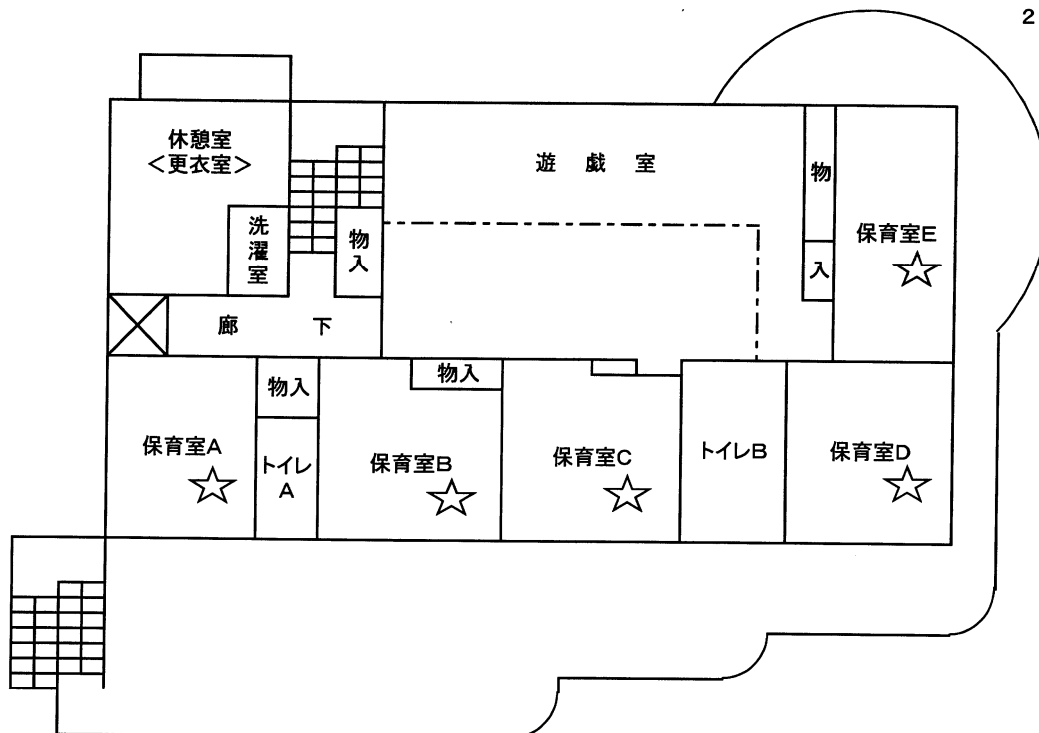 2
休憩室
＜更衣室＞
遊戯室
物
入
保育室E
洗
濯
室
物
入
廊下
物入
物入
保育室A
トイレ
A
保育室B
保育室C
トイレB
保育室D